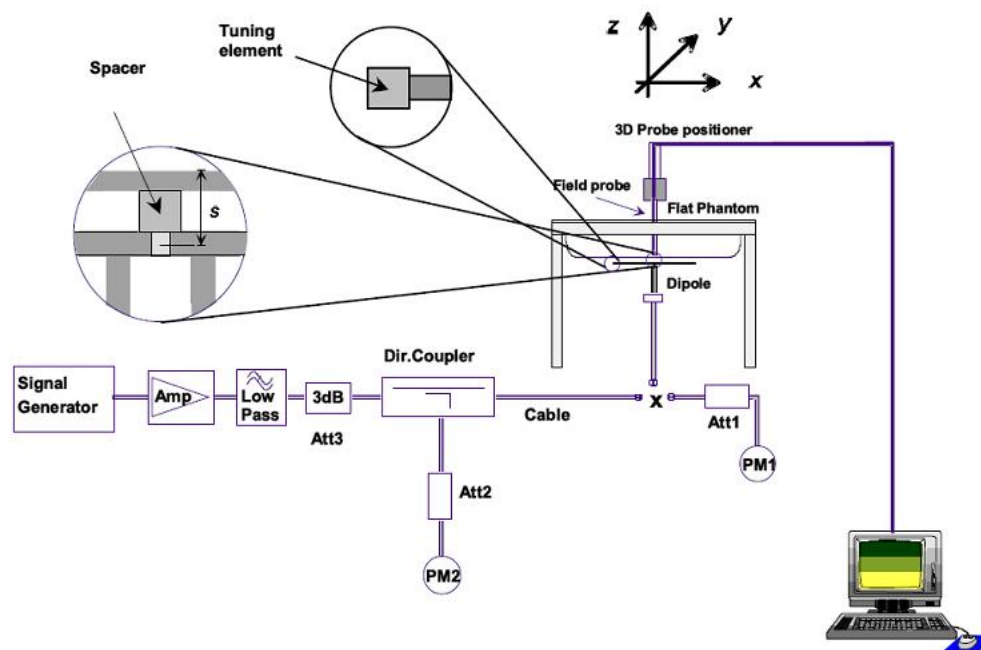 Tuning
element
z
y
x
Spacer
3D Probe positioner
Field probe
Flat Phantom
s
Dipole
Dir.Coupler
Signal
Generator
Amp
Low
Pass
3dB
Att3
Cable
x
Att1
PM1
Att2
PM2